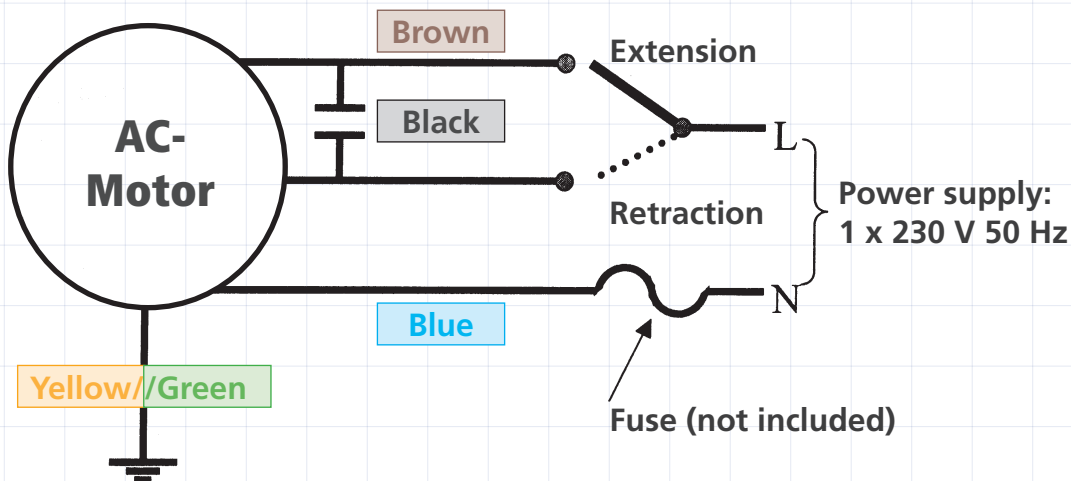 Brown
Extension
Black
AC-
Motor
L
Power supply:
1 x 230 V 50 Hz
Retraction
N
Blue
Yellow//Green
Fuse (not included)